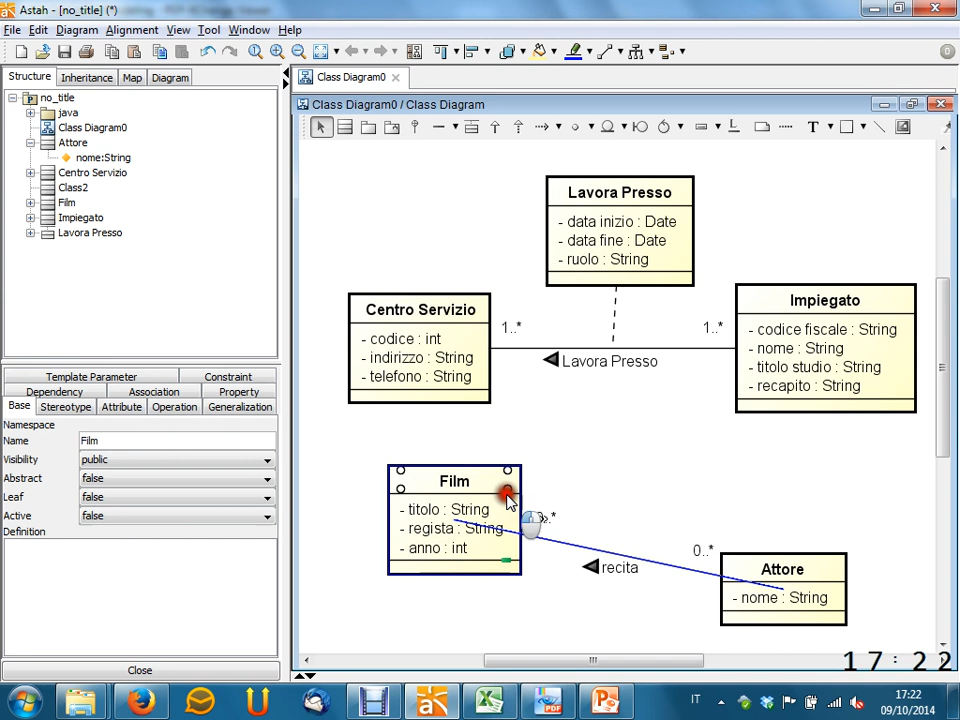 Astah - [no_title] (*)
File Edit Diagram Alignment View Tool Window Help
Structure Inheritance Map Diagram
no_title
java
Class Diagram0
Attore
nome:String
Centro Servizio
Class2
Film
Impiegato
Lavora Presso
Template Parameter Constraint
Dependency Association Property
Base Stereotype Attribute Operation Generalization
Namespace
Name Film
Visibility public
Abstract false
Leaf false
Active false
Definition
Close
Class Diagram0
Class Diagram0 / Class Diagram
Lavora Presso
- data inizio : Date
- data fine : Date
- ruolo : String
Centro Servizio
- codice : int
- indirizzo : String
- telefono : String
1..*
1..*
Lavora Presso
Impiegato
- codice fiscale : String
- nome : String
- titolo studio : String
- recapito : String
Film
- titolo : String
- regista : String
- anno : int
0..*
recita
Attore
- nome : String
17:22
IT
17:22
09/10/2014